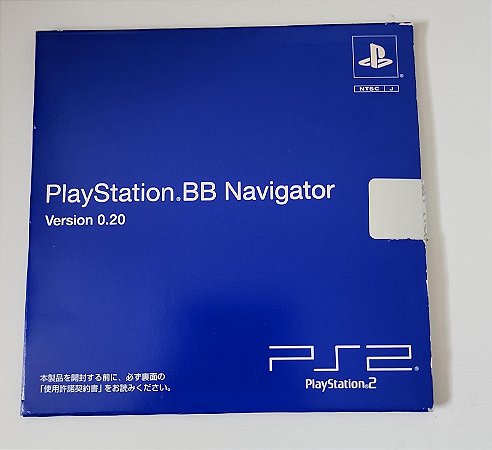 NTSC J
PlayStation.BB Navigator
Version 0.20
PS2
PlayStation.2
本製品を開封する前に、必ず裏面の
「使用許諾契約書」をお読みください。